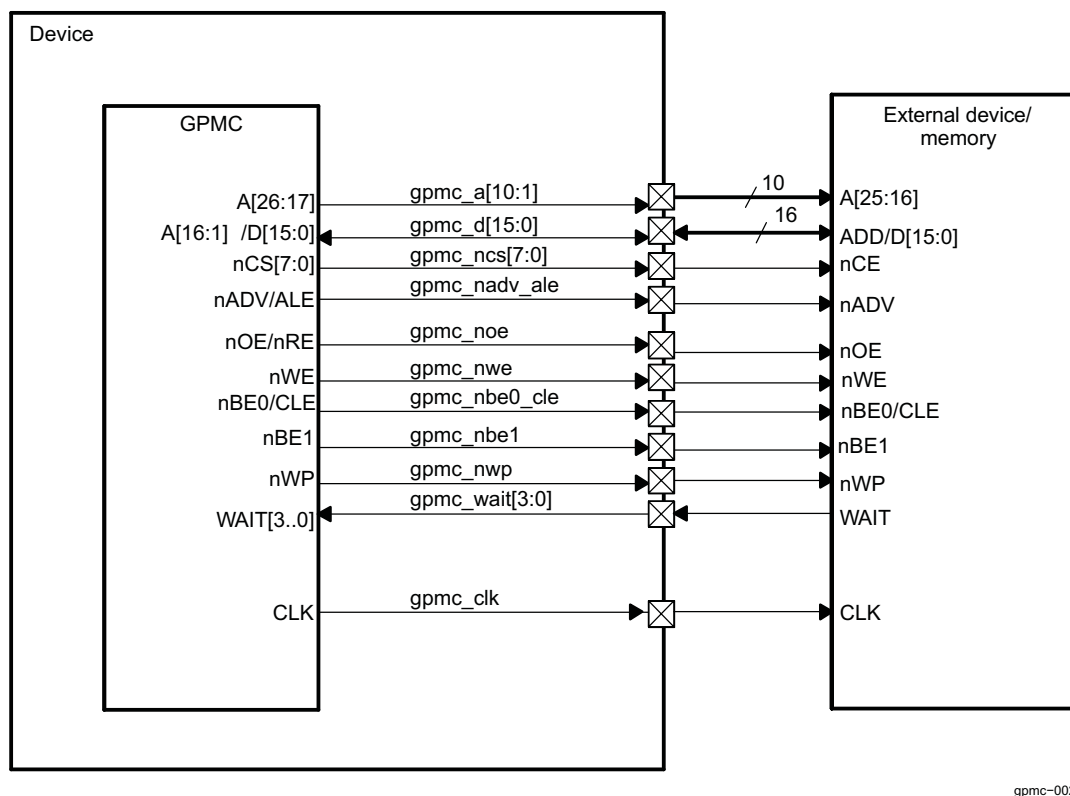 Device
GPMC
External device/
memory
A[26:17]
gpmc_a[10:1]
10
A[25:16]
A[16:1] /D[15:0]
gpmc_d[15:0]
16
ADD/D[15:0]
nCS[7:0]
gpmc_ncs[7:0]
nCE
nADV/ALE
gpmc_nadv_ale
nADV
nOE/nRE
gpmc_noe
nOE
nWE
gpmc_nwe
nWE
nBE0/CLE
gpmc_nbe0_cle
nBE0/CLE
nBE1
gpmc_nbe1
nBE1
nWP
gpmc_nwp
nWP
WAIT[3..0]
gpmc_wait[3:0]
WAIT
CLK
gpmc_clk
CLK
gpmc−002